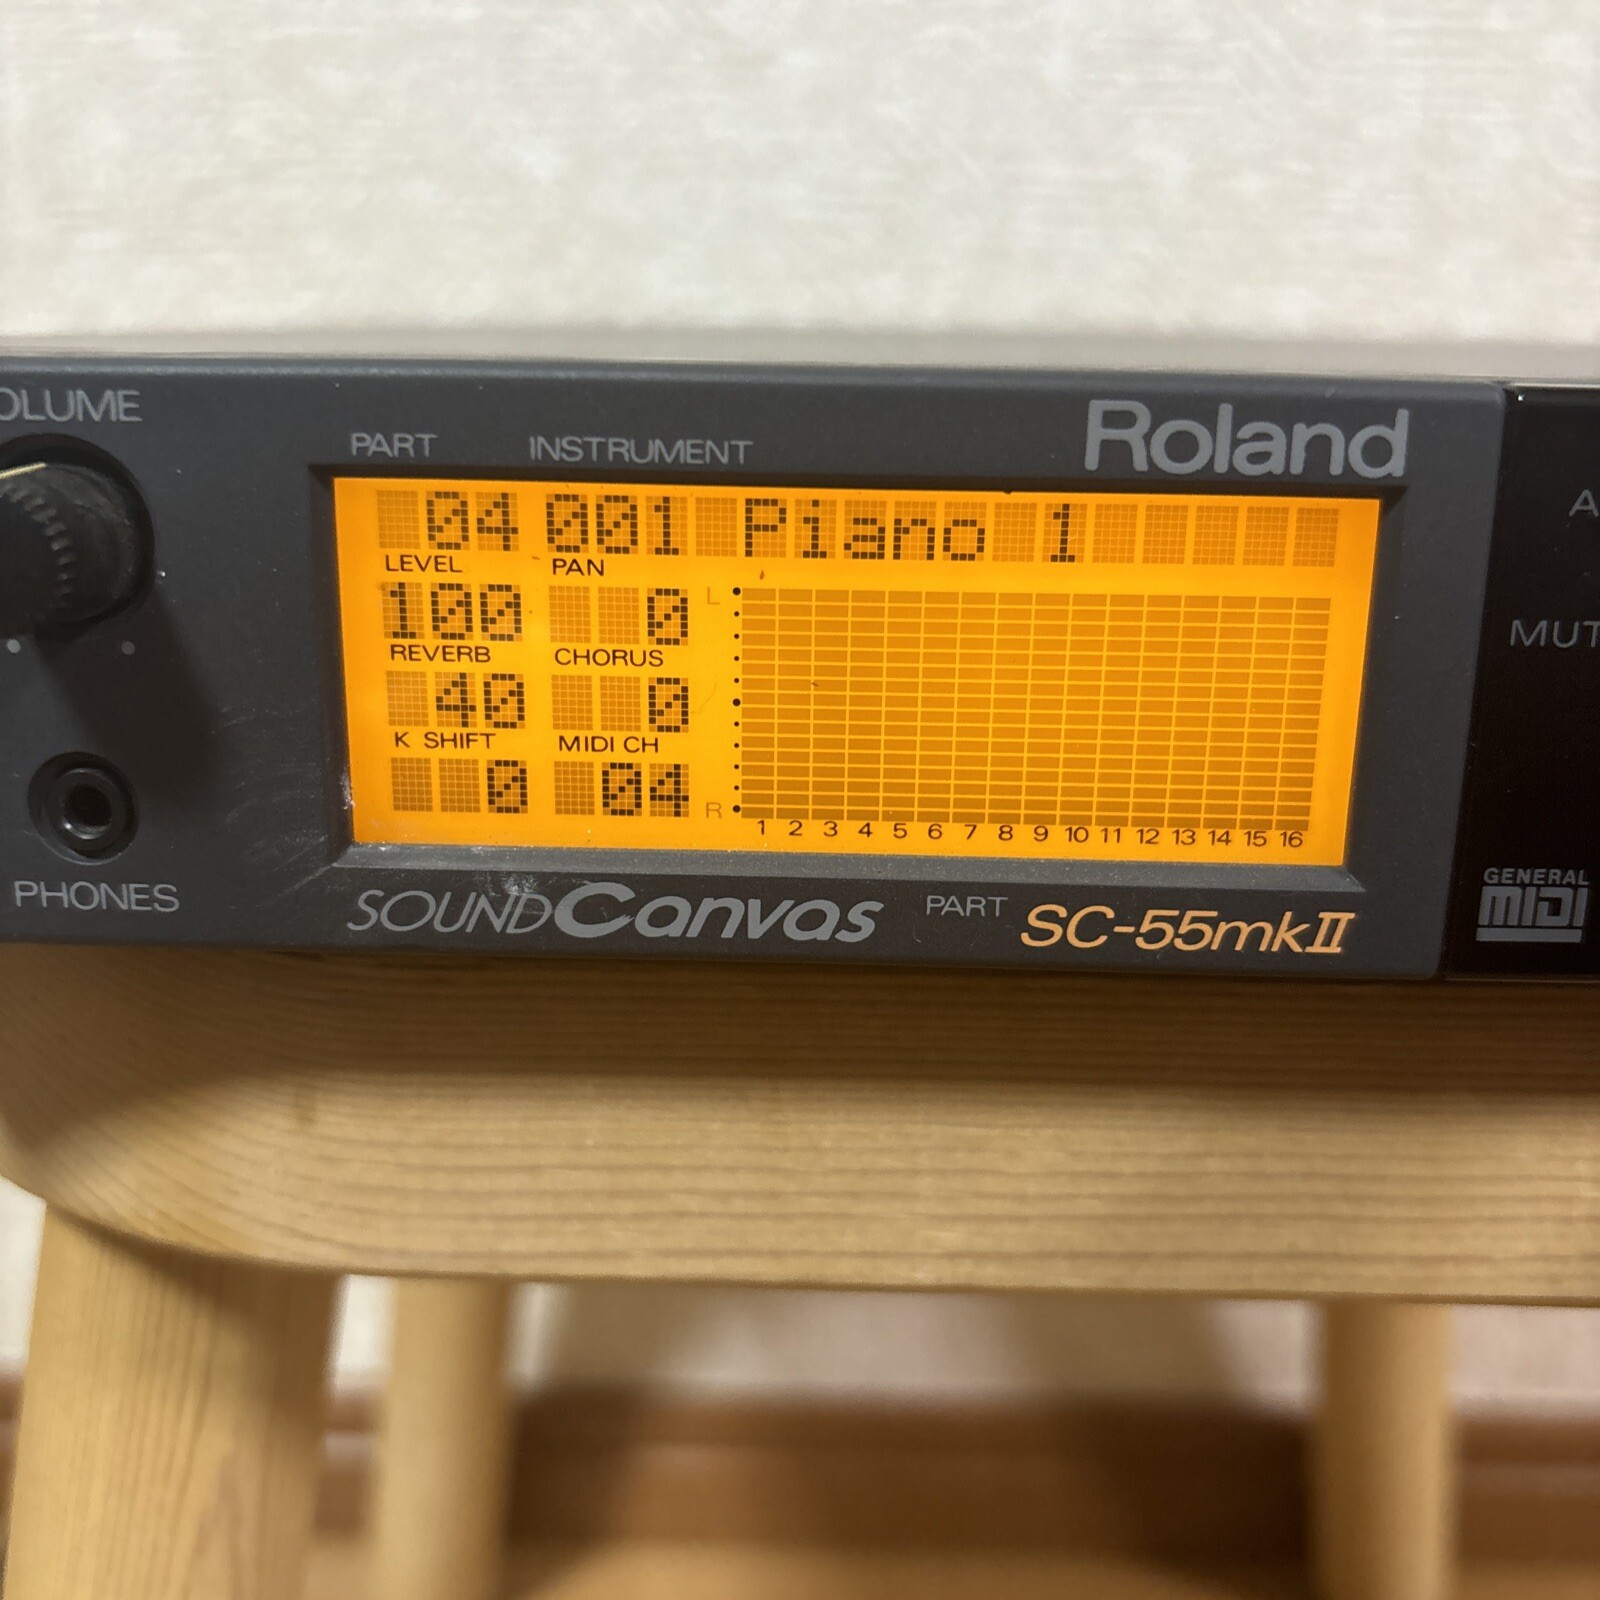 OLUME
Roland
PART INSTRUMENT
04 001 Piano 1
LEVEL PAN
100 0
L
REVERB CHORUS
40 0
K SHIFT MIDI CH
0 04
R
1 2 3 4 5 6 7 8 9 10 11 12 13 14 15 16
PHONES
SOUND Canvas PART SC-55mkII
A
MUT
GENERAL
MIDI